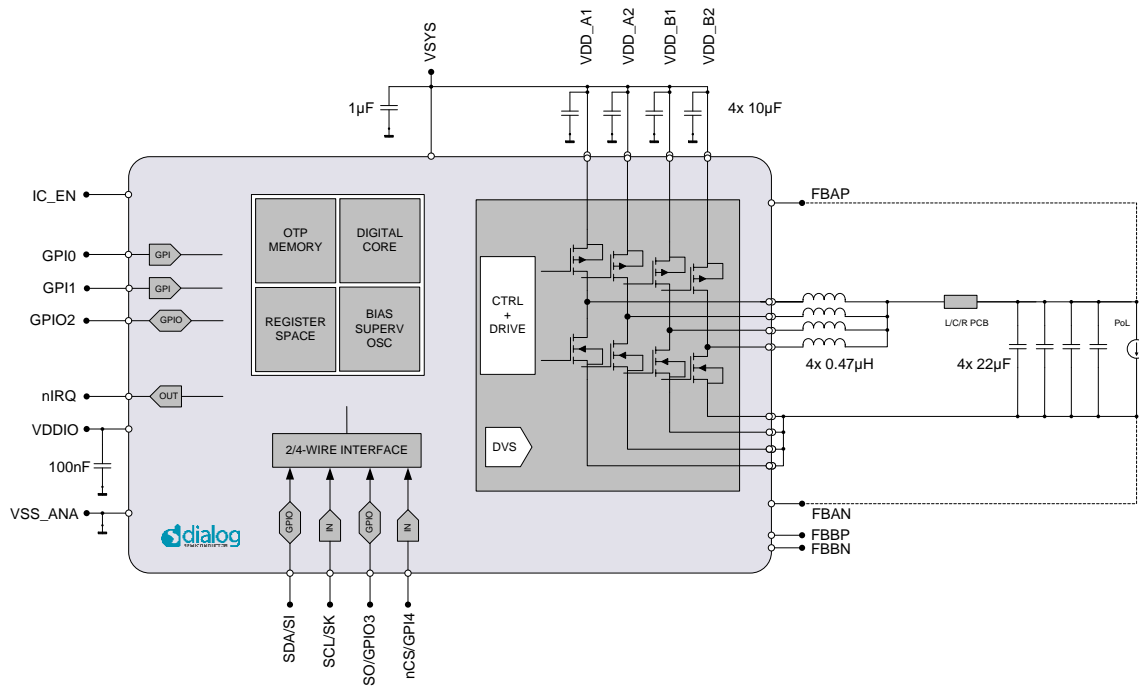 VSYS
VDD_A1
VDD_A2
VDD_B1
VDD_B2
1µF
4x 10µF
IC_EN
FBAP
OTP
MEMORY
DIGITAL
CORE
GPI0
GPI
GPI1
GPI
GPIO2
GPIO
REGISTER
SPACE
BIAS
SUPERV
OSC
CTRL
+
DRIVE
L/C/R PCB
PoL
4x 0.47µH
4x 22µF
nIRQ
OUT
VDDIO
100nF
2/4-WIRE INTERFACE
DVS
VSS_ANA
GPIO
IN
GPIO
IN
dialog
SEMICONDUCTOR
FBAN
FBBP
FBBN
SDA/SI
SCL/SK
SO/GPIO3
nCS/GPI4